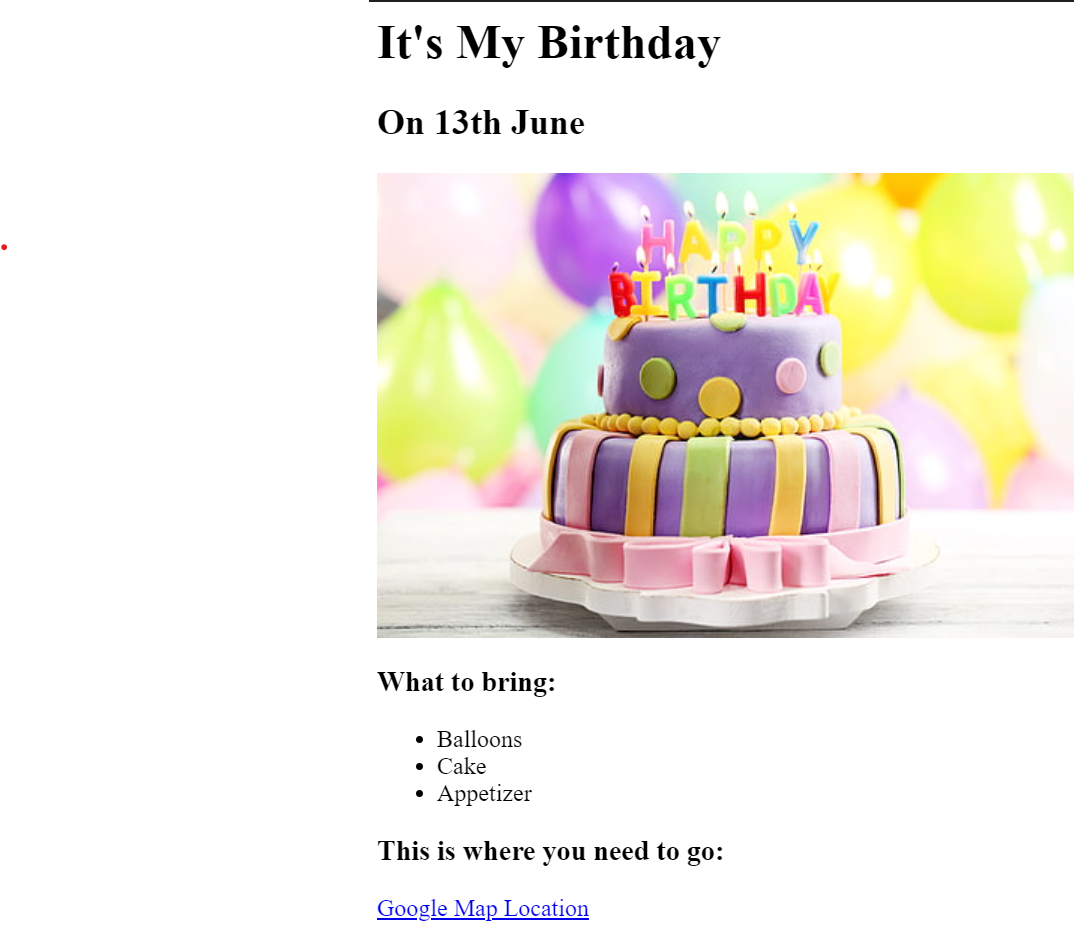 It's My Birthday
On 13th June
HAPPY
BIRTHDAY
What to bring:
Balloons
Cake
Appetizer
This is where you need to go:
Google Map Location